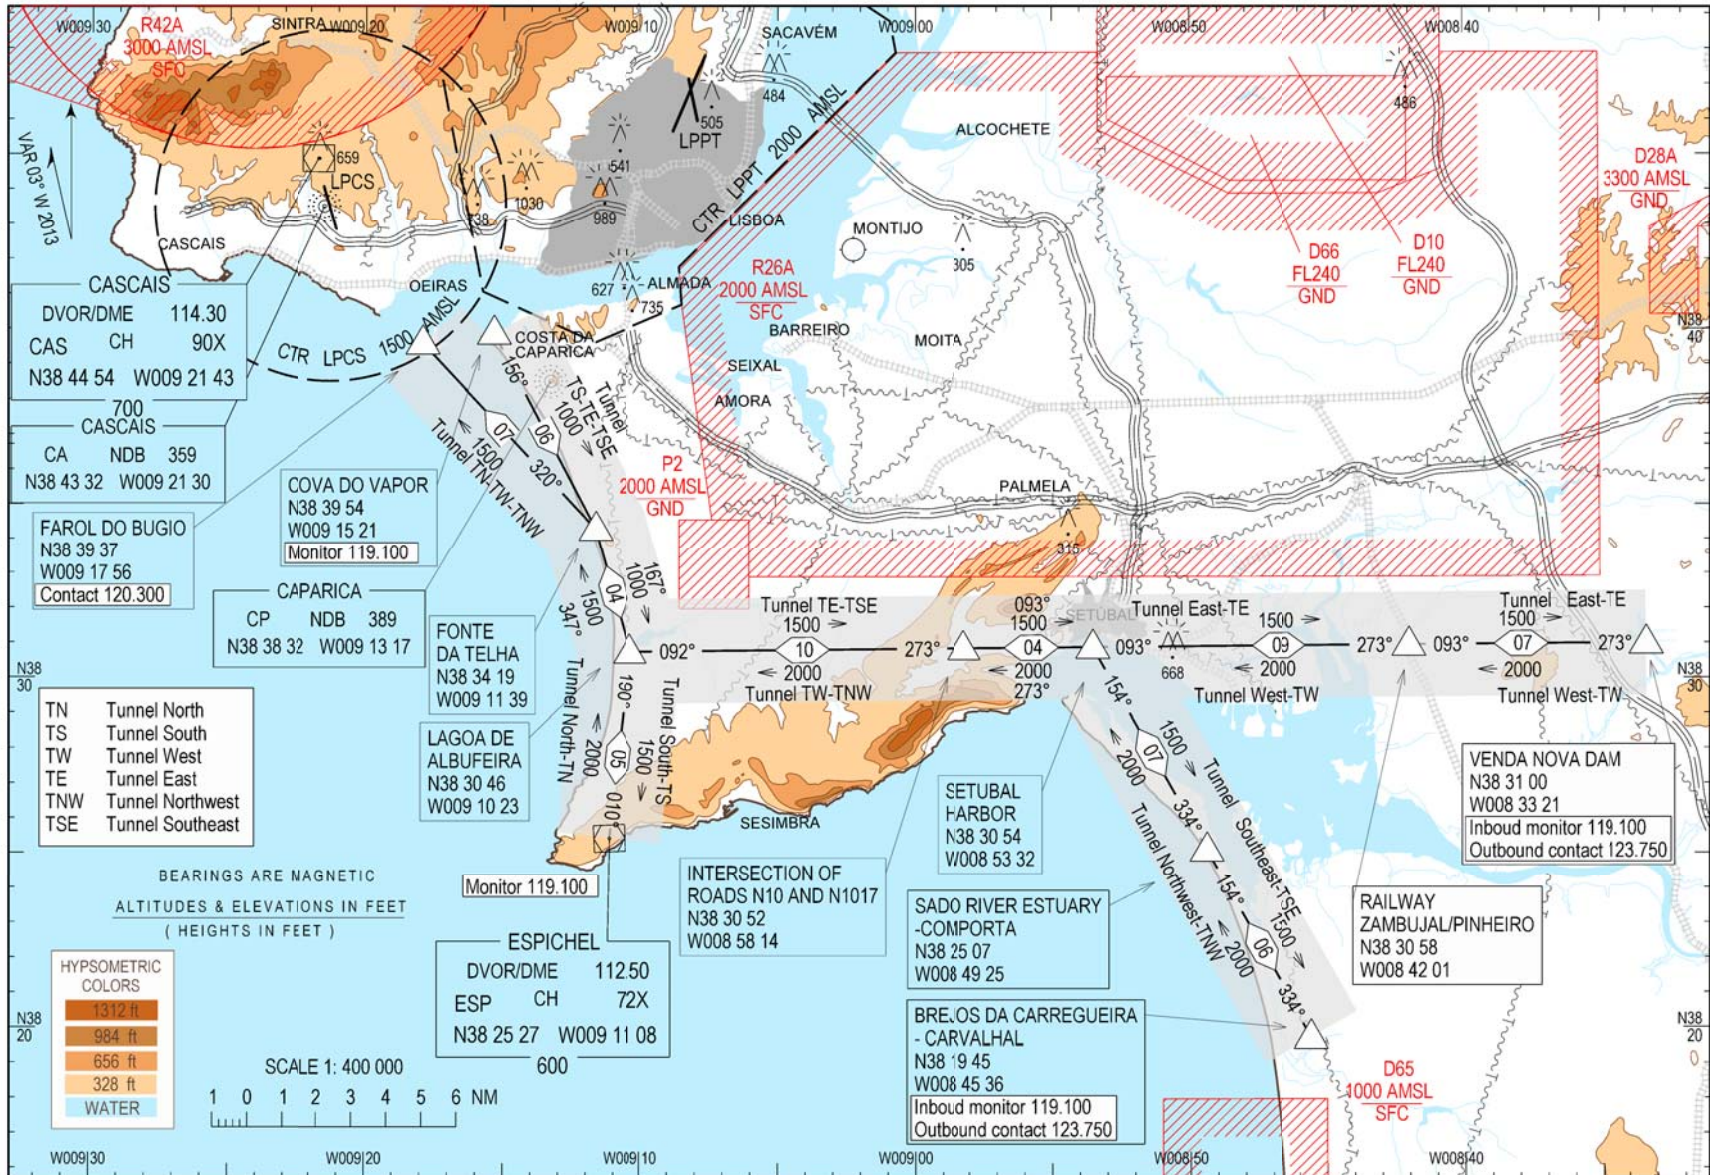 W009|30
W009|20
W009|10
W009|00
W008|50
W008|40
R42A
3000 AMSL
SFC
SINTRA
SACAVÉM
484
505
LPPT
541
CTR LPPT 2000 AMSL
ALCOCHETE
486
D28A
3300 AMSL
GND
VAR 03° W 2013
659
LPCS
738
1030
989
CASCAIS
LISBOA
MONTIJO
305
D66
FL240
GND
D10
FL240
GND
R26A
2000 AMSL
SFC
OEIRAS
627
ALMADA
735
BARREIRO
MOITA
SEIXAL
AMORA
N38
40
CASCAIS
DVOR/DME 114.30
CAS CH 90X
N38 44 54 W009 21 43
700
CASCAIS
CA NDB 359
N38 43 32 W009 21 30
CTR LPCS 1500 AMSL
COSTA DA
CAPARICA
156°
06
1000
Tunnel
TS-TE-TSE
07
1500
320°
Tunnel TN-TW-TNW
P2
2000 AMSL
GND
PALMELA
315
FAROL DO BUGIO
N38 39 37
W009 17 56
Contact 120.300
COVA DO VAPOR
N38 39 54
W009 15 21
Monitor 119.100
CAPARICA
CP NDB 389
N38 38 32 W009 13 17
FONTE
DA TELHA
N38 34 19
W009 11 39
LAGOA DE
ALBUFEIRA
N38 30 46
W009 10 23
167°
1000
04
1500
347°
Tunnel North-TN
190°
05
2000
1500
010°
Tunnel South-TS
Tunnel TE-TSE
1500
092°
10
273°
2000
Tunnel TW-TNW
093°
1500
04
2000
273°
SETÚBAL
Tunnel East-TE
1500
093°
668
09
273°
2000
Tunnel West-TW
Tunnel East-TE
1500
093°
07
273°
2000
Tunnel West-TW
N38
30
N38
30
TN Tunnel North
TS Tunnel South
TW Tunnel West
TE Tunnel East
TNW Tunnel Northwest
TSE Tunnel Southeast
154°
07
1500
2000
334°
Tunnel Southeast-TSE
Tunnel Northwest-TNW
154°
06
1500
2000
334°
SESIMBRA
SETUBAL
HARBOR
N38 30 54
W008 53 32
VENDA NOVA DAM
N38 31 00
W008 33 21
Inboud monitor 119.100
Outbound contact 123.750
BEARINGS ARE MAGNETIC
ALTITUDES & ELEVATIONS IN FEET
( HEIGHTS IN FEET )
Monitor 119.100
ESPICHEL
DVOR/DME 112.50
ESP CH 72X
N38 25 27 W009 11 08
600
INTERSECTION OF
ROADS N10 AND N1017
N38 30 52
W008 58 14
SADO RIVER ESTUARY
-COMPORTA
N38 25 07
W008 49 25
RAILWAY
ZAMBUJAL/PINHEIRO
N38 30 58
W008 42 01
BREJOS DA CARREGUEIRA
- CARVALHAL
N38 19 45
W008 45 36
Inboud monitor 119.100
Outbound contact 123.750
HYPSOMETRIC
COLORS
1312 ft
984 ft
656 ft
328 ft
WATER
SCALE 1: 400 000
1 0 1 2 3 4 5 6 NM
D65
1000 AMSL
SFC
N38
20
N38
20
W009|30
W009|20
W009|10
W009|00
W008|50
W008|40